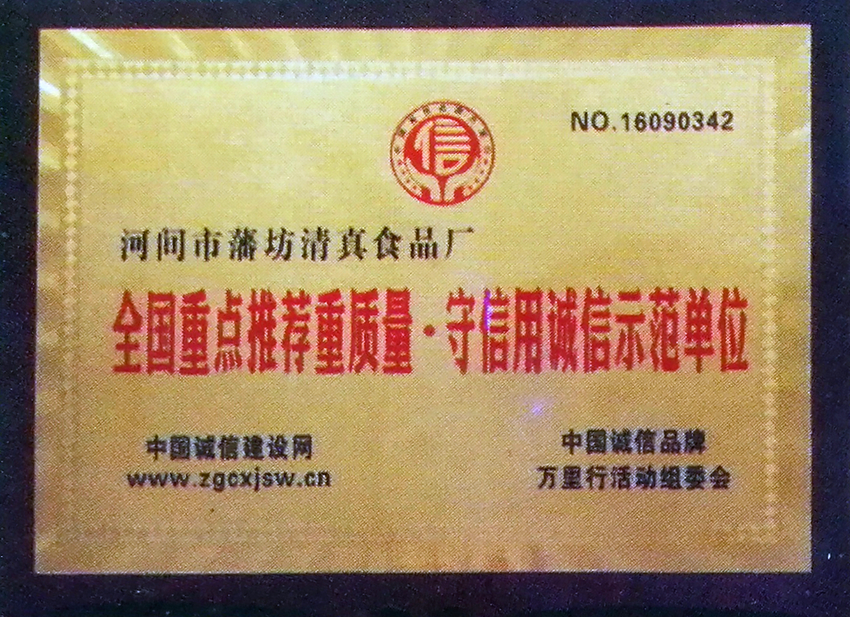 信
NO.16090342
河间市藩坊清真食品厂
全国重点推荐重质量·守信用诚信示范单位
中国诚信建设网
www.zgcxjsw.cn
中国诚信品牌
万里行活动组委会